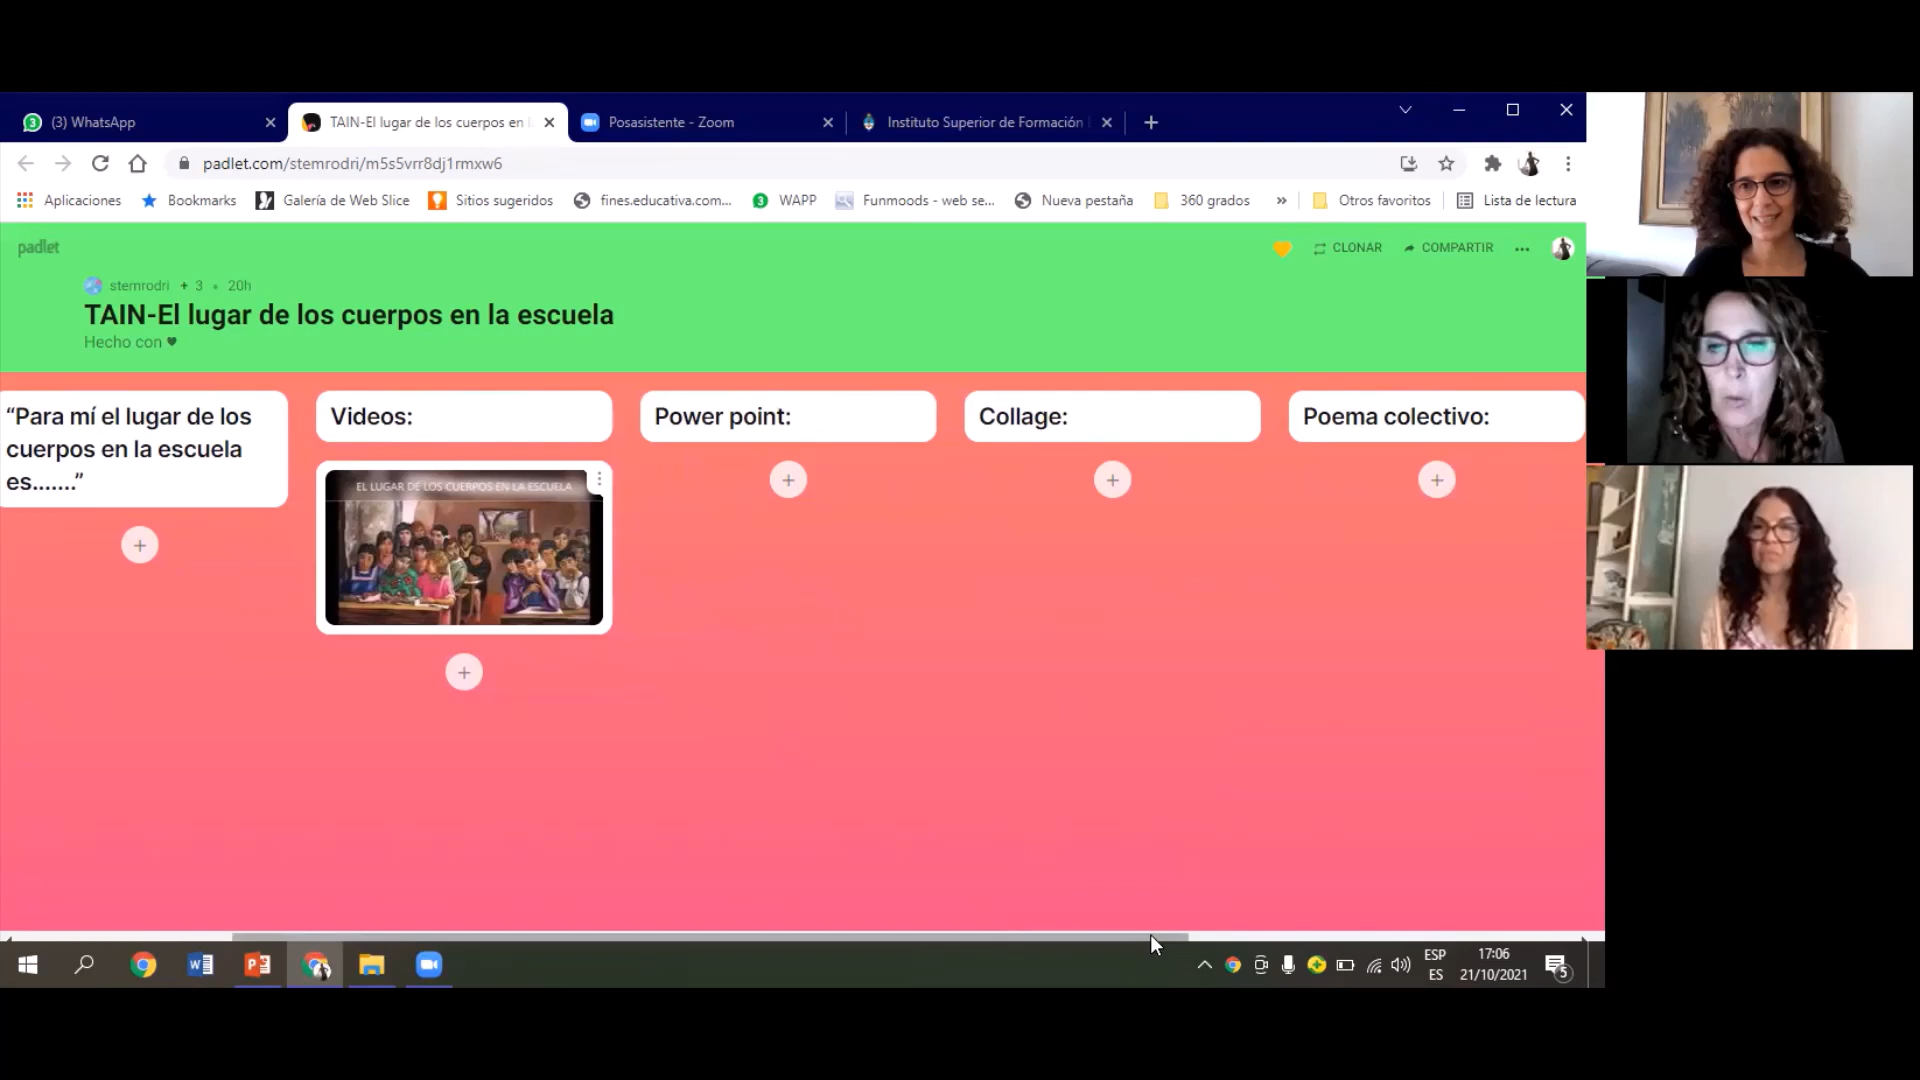 (3) WhatsApp
TAIN-El lugar de los cuerpos en l
Posasistente - Zoom
Instituto Superior de Formación
padlet.com/stemrodri/m5s5vrr8dj1rmxw6
Aplicaciones
Bookmarks
Galería de Web Slice
Sitios sugeridos
fines.educativa.com...
3
WAPP
Funmoods - web se...
Nueva pestaña
360 grados
»
Otros favoritos
Lista de lectura
padlet
CLONAR
COMPARTIR
stemrodri + 3 • 20h
TAIN-El lugar de los cuerpos en la escuela
Hecho con ♥
“Para mí el lugar de los
cuerpos en la escuela
es.......”
Videos:
EL LUGAR DE LOS CUERPOS EN LA ESCUELA
Power point:
Collage:
Poema colectivo:
ESP
ES
17:06
21/10/2021
5